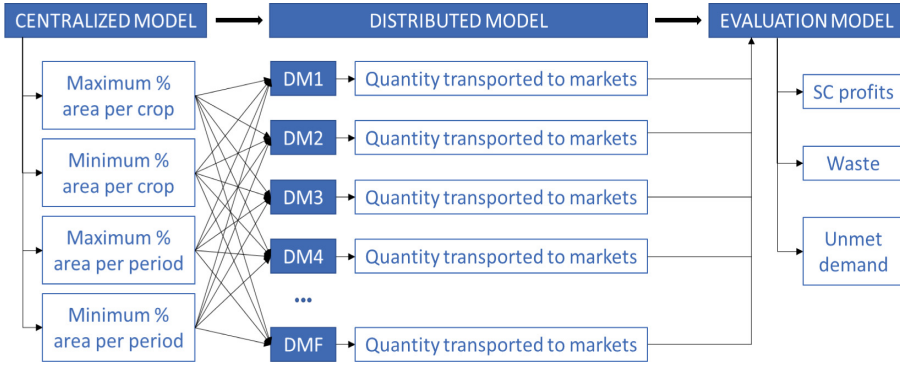 CENTRALIZED MODEL
DISTRIBUTED MODEL
EVALUATION MODEL
Maximum %
area per crop
Minimum %
area per crop
Maximum %
area per period
Minimum %
area per period
DM1
Quantity transported to markets
DM2
Quantity transported to markets
DM3
Quantity transported to markets
DM4
Quantity transported to markets
...
DMF
Quantity transported to markets
SC profits
Waste
Unmet
demand